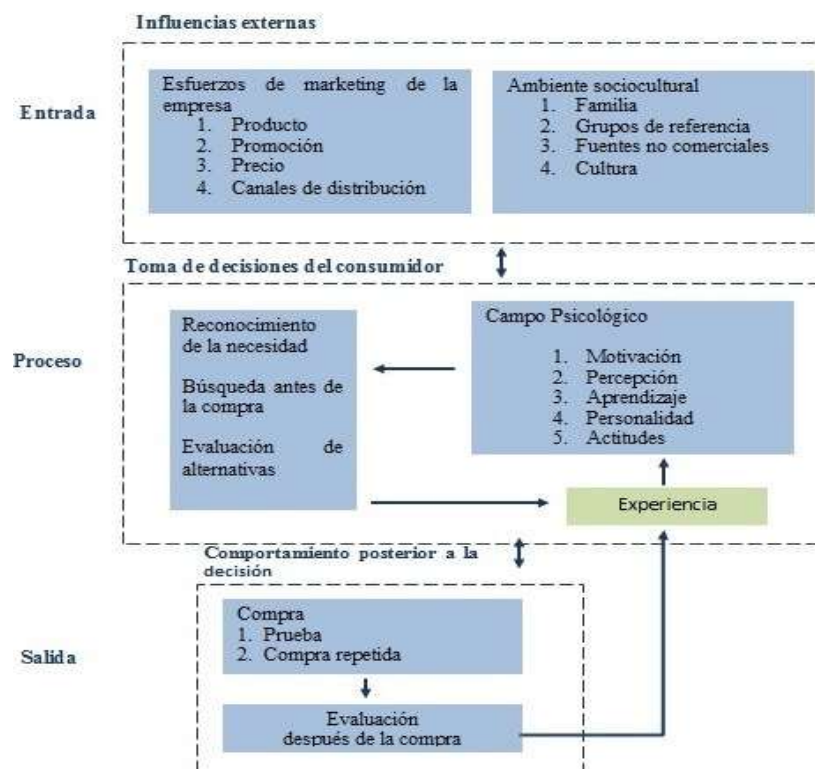 Influencias externas
Entrada
Esfuerzos de marketing de la
empresa
1. Producto
2. Promoción
3. Precio
4. Canales de distribución
Ambiente sociocultural
1. Familia
2. Grupos de referencia
3. Fuentes no comerciales
4. Cultura
Toma de decisiones del consumidor
Proceso
Reconocimiento
de la necesidad
Búsqueda antes de
la compra
Evaluación de
alternativas
Campo Psicológico
1. Motivación
2. Percepción
3. Aprendizaje
4. Personalidad
5. Actitudes
Experiencia
Comportamiento posterior a la
decisión
Salida
Compra
1. Prueba
2. Compra repetida
Evaluación
después de la compra